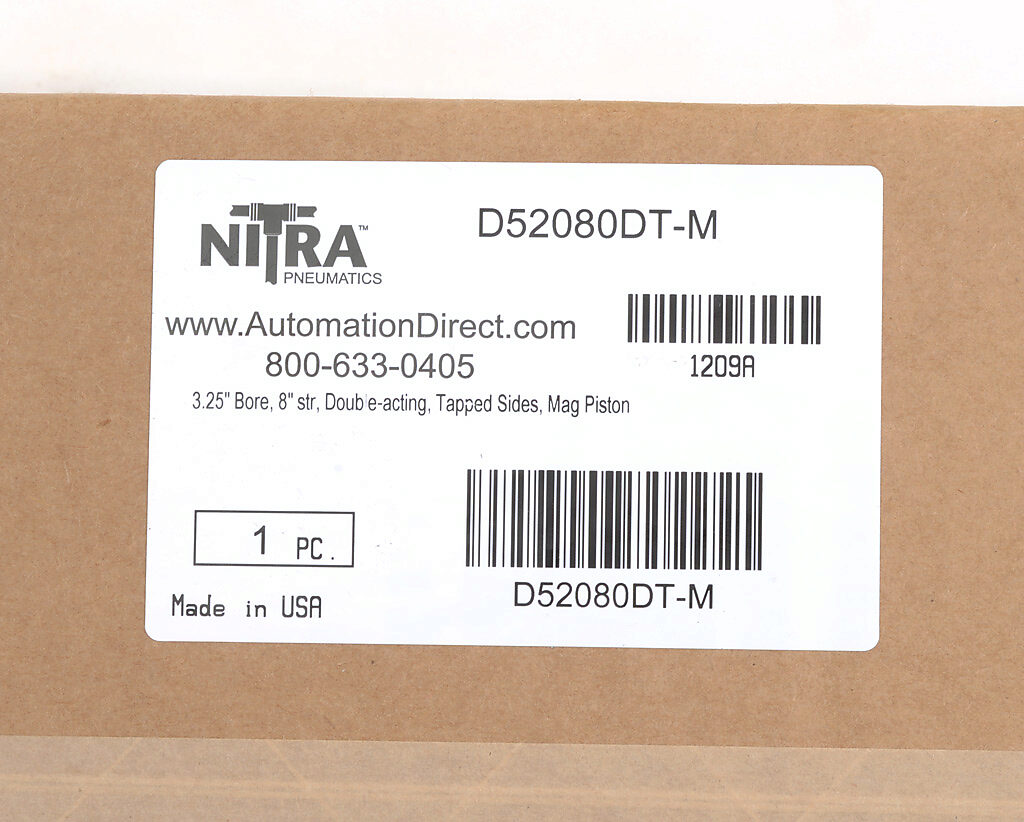 NITRA™
PNEUMATICS
D52080DT-M
www.AutomationDirect.com
800-633-0405
1209A
3.25" Bore, 8" str, Double-acting, Tapped Sides, Mag Piston
1 PC.
D52080DT-M
Made in USA